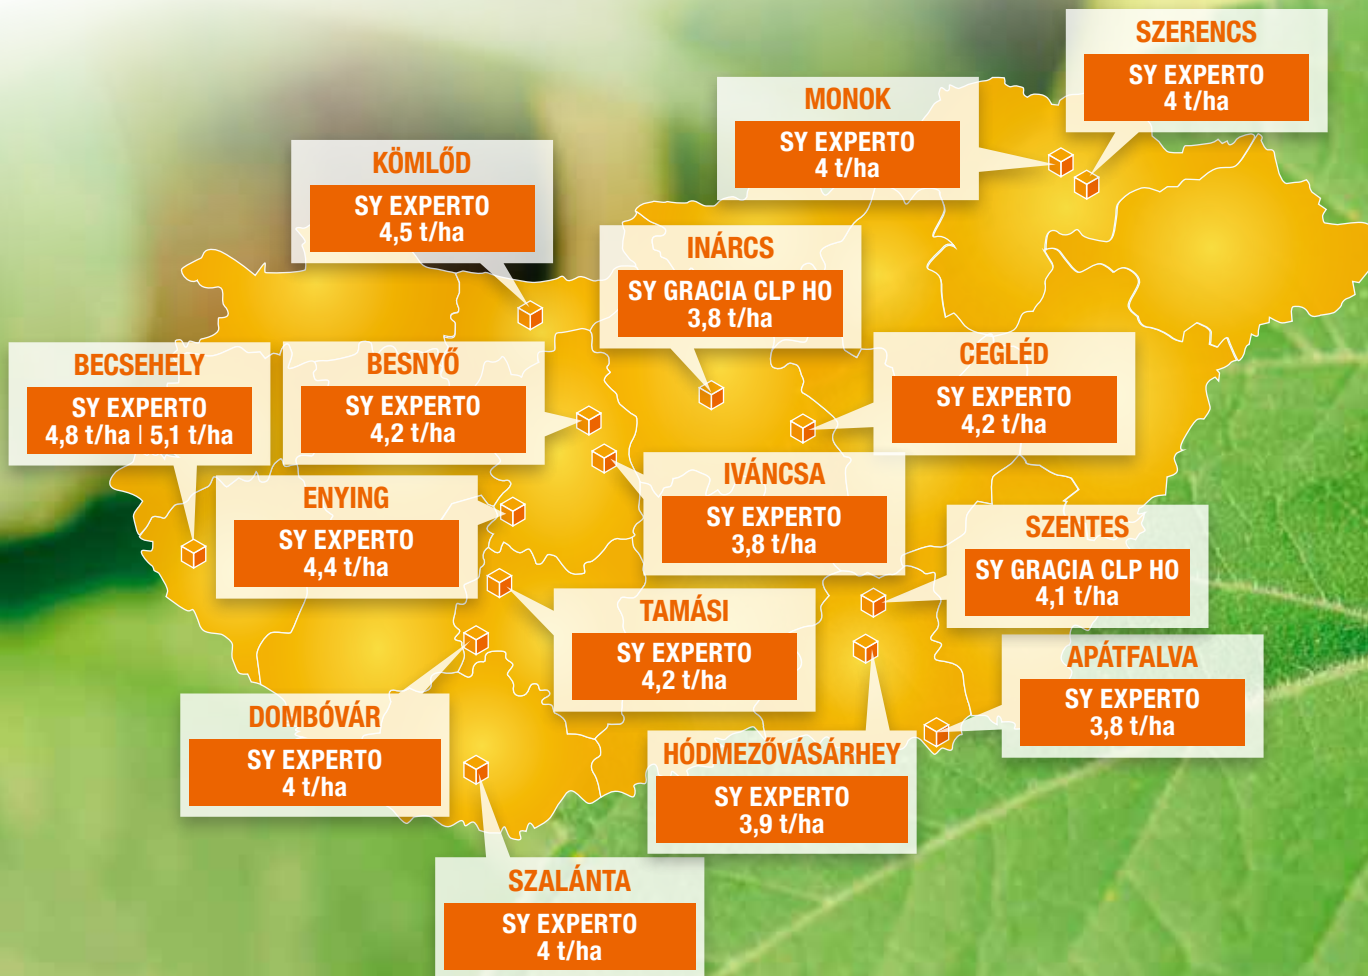 SZERENCS
SY EXPERTO
4 t/ha
MONOK
SY EXPERTO
4 t/ha
KÖMLŐD
SY EXPERTO
4,5 t/ha
INÁRCS
SY GRACIA CLP HO
3,8 t/ha
BECSEHELY
SY EXPERTO
4,8 t/ha | 5,1 t/ha
BESNYŐ
SY EXPERTO
4,2 t/ha
CEGLÉD
SY EXPERTO
4,2 t/ha
IVÁNCSA
SY EXPERTO
3,8 t/ha
ENYING
SY EXPERTO
4,4 t/ha
SZENTES
SY GRACIA CLP HO
4,1 t/ha
TAMÁSI
SY EXPERTO
4,2 t/ha
APÁTFALVA
SY EXPERTO
3,8 t/ha
DOMBÓVÁR
SY EXPERTO
4 t/ha
HÓDMEZŐVÁSÁRHEY
SY EXPERTO
3,9 t/ha
SZALÁNTA
SY EXPERTO
4 t/ha